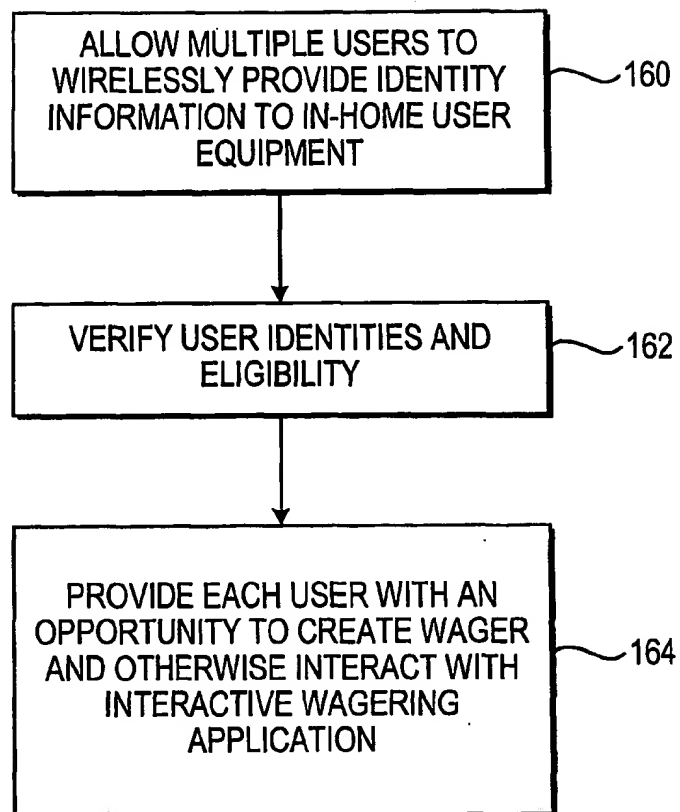 ALLOW MULTIPLE USERS TO
WIRELESSLY PROVIDE IDENTITY
INFORMATION TO IN-HOME USER
EQUIPMENT
160
VERIFY USER IDENTITIES AND
ELIGIBILITY
162
PROVIDE EACH USER WITH AN
OPPORTUNITY TO CREATE WAGER
AND OTHERWISE INTERACT WITH
INTERACTIVE WAGERING
APPLICATION
164